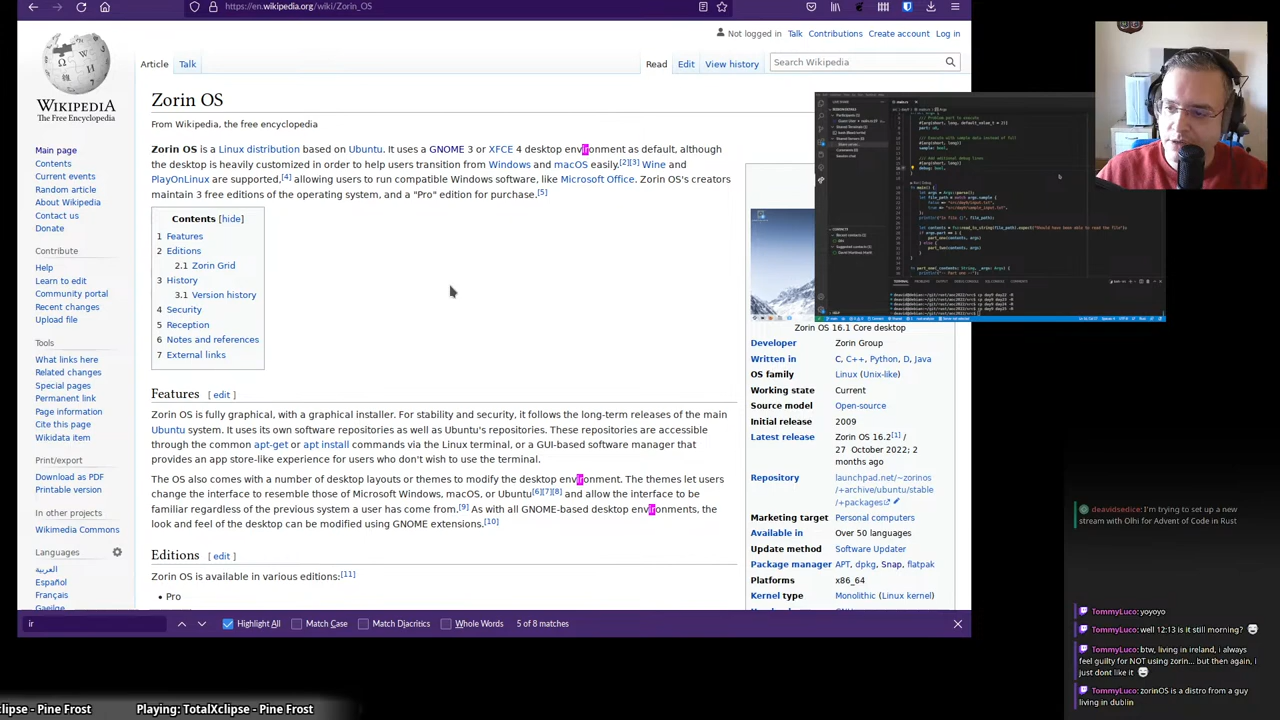 https://en.wikipedia.org/wiki/Zorin_OS
Not logged in Talk Contributions Create account Log in
Article Talk
Read Edit View history
Search Wikipedia
WIKIPEDIA
The Free Encyclopedia
Main page
Contents
Current events
Random article
About Wikipedia
Contact us
Donate
Contribute
Help
Learn to edit
Community portal
Recent changes
Upload file
Tools
What links here
Related changes
Special pages
Permanent link
Page information
Cite this page
Wikidata item
Print/export
Download as PDF
Printable version
In other projects
Wikimedia Commons
Languages
العربية
Español
Français
Gaeilge
Zorin OS
From Wikipedia, the free encyclopedia
Zorin OS is a Linux distribution based on Ubuntu. It uses a GNOME 3 or XFCE 4 desktop environment as default, although
the desktop is heavily customized in order to help users transition from Windows and macOS easily.[2][3] Wine and
PlayOnLinux,[4] allowing users to run compatible Windows software, like Microsoft Office. Zorin OS's creators
maintain 3 free editions of the operating system, and a "Pro" edition for purchase.[5]
Contents [hide]
1 Features
2 Editions
2.1 Zorin Grid
3 History
3.1 Version history
4 Security
5 Reception
6 Notes and references
7 External links
Features [ edit ]
Zorin OS is fully graphical, with a graphical installer. For stability and security, it follows the long-term releases of the main
Ubuntu system. It uses its own software repositories as well as Ubuntu's repositories. These repositories are accessible
through the common apt-get or apt install commands via the Linux terminal, or a GUI-based software manager that
provides an app store-like experience for users who don't wish to use the terminal.
The OS also comes with a number of desktop layouts or themes to modify the desktop environment. The themes let users
change the interface to resemble those of Microsoft Windows, macOS, or Ubuntu[6][7][8] and allow the interface to be
regardless of the previous system a user has come from.[9] As with all GNOME-based desktop environments, the
look and feel of the desktop can be modified using GNOME extensions.[10]
Editions [ edit ]
Zorin OS is available in various editions:[11]
• Pro
Zorin OS 16.1 Core desktop
Developer Zorin Group
Written in C, C++, Python, D, Java
OS family Linux (Unix-like)
Working state Current
Source model Open-source
Initial release 2009
Latest release Zorin OS 16.2[1] /
27 October 2022; 2
months ago
Repository launchpad.net/~zorinos
/+archive/ubuntu/stable
/+packages
Marketing target Personal computers
Available in Over 50 languages
Update method Software Updater
Package manager APT, dpkg, Snap, flatpak
Platforms x86_64
Kernel type Monolithic (Linux kernel)
ir
Highlight All Match Case Match Diacritics Whole Words 5 of 8 matches
deavidsedice: I'm trying to set up a new
stream with Olhi for Advent of Code in Rust
TommyLuco: yoyoyo
TommyLuco: well 12:13 is it still morning?
TommyLuco: btw, living in ireland, i always
feel guilty for NOT using zorin... but then again, i
just dont like it
TommyLuco: zorinOS is a distro from a guy
living in dublin
clipse - Pine Frost Playing: TotalXclipse - Pine Frost